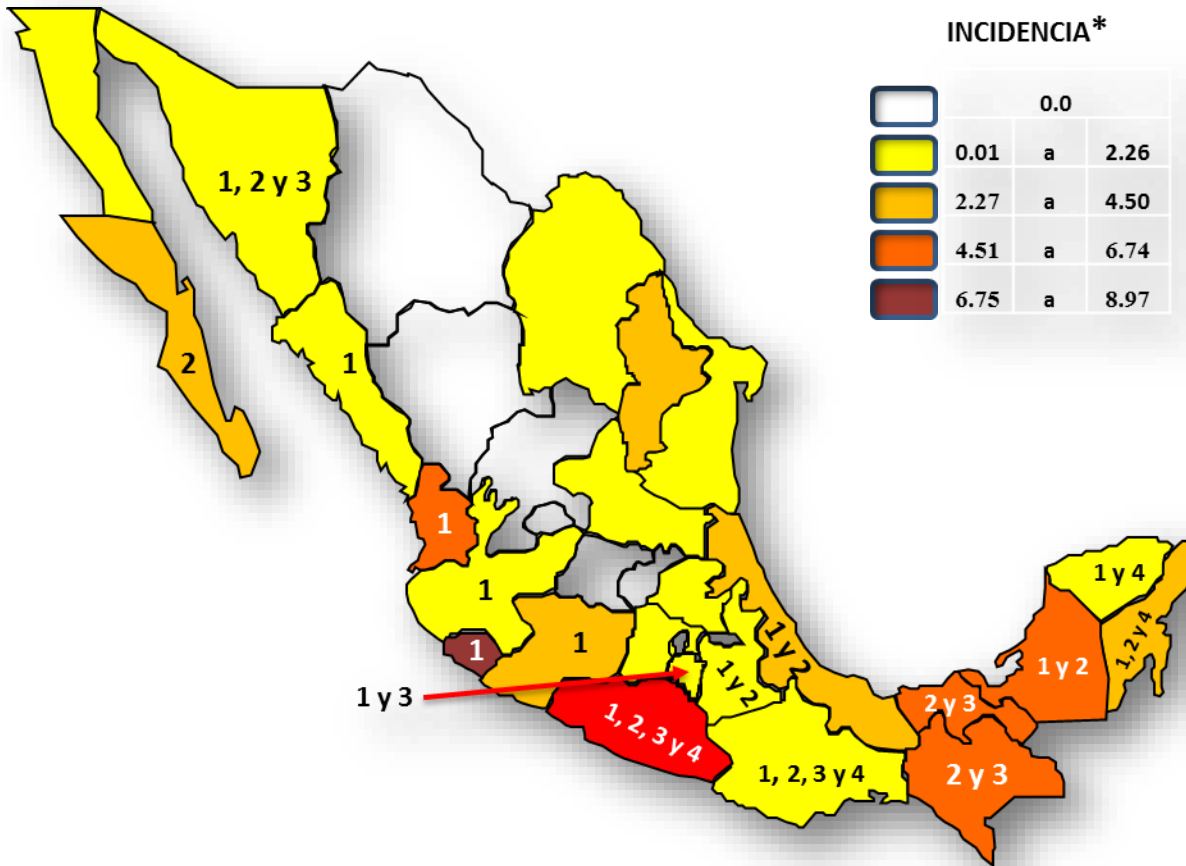 INCIDENCIA*
0.0
0.01 a 2.26
2.27 a 4.50
4.51 a 6.74
6.75 a 8.97
1, 2 y 3
2
1
1
1
1
1
1 y 3
1 y 2
1 y 2
1, 2, 3 y 4
1, 2, 3 y 4
2 y 3
2 y 3
1 y 2
1 y 4
1, 2 y 4